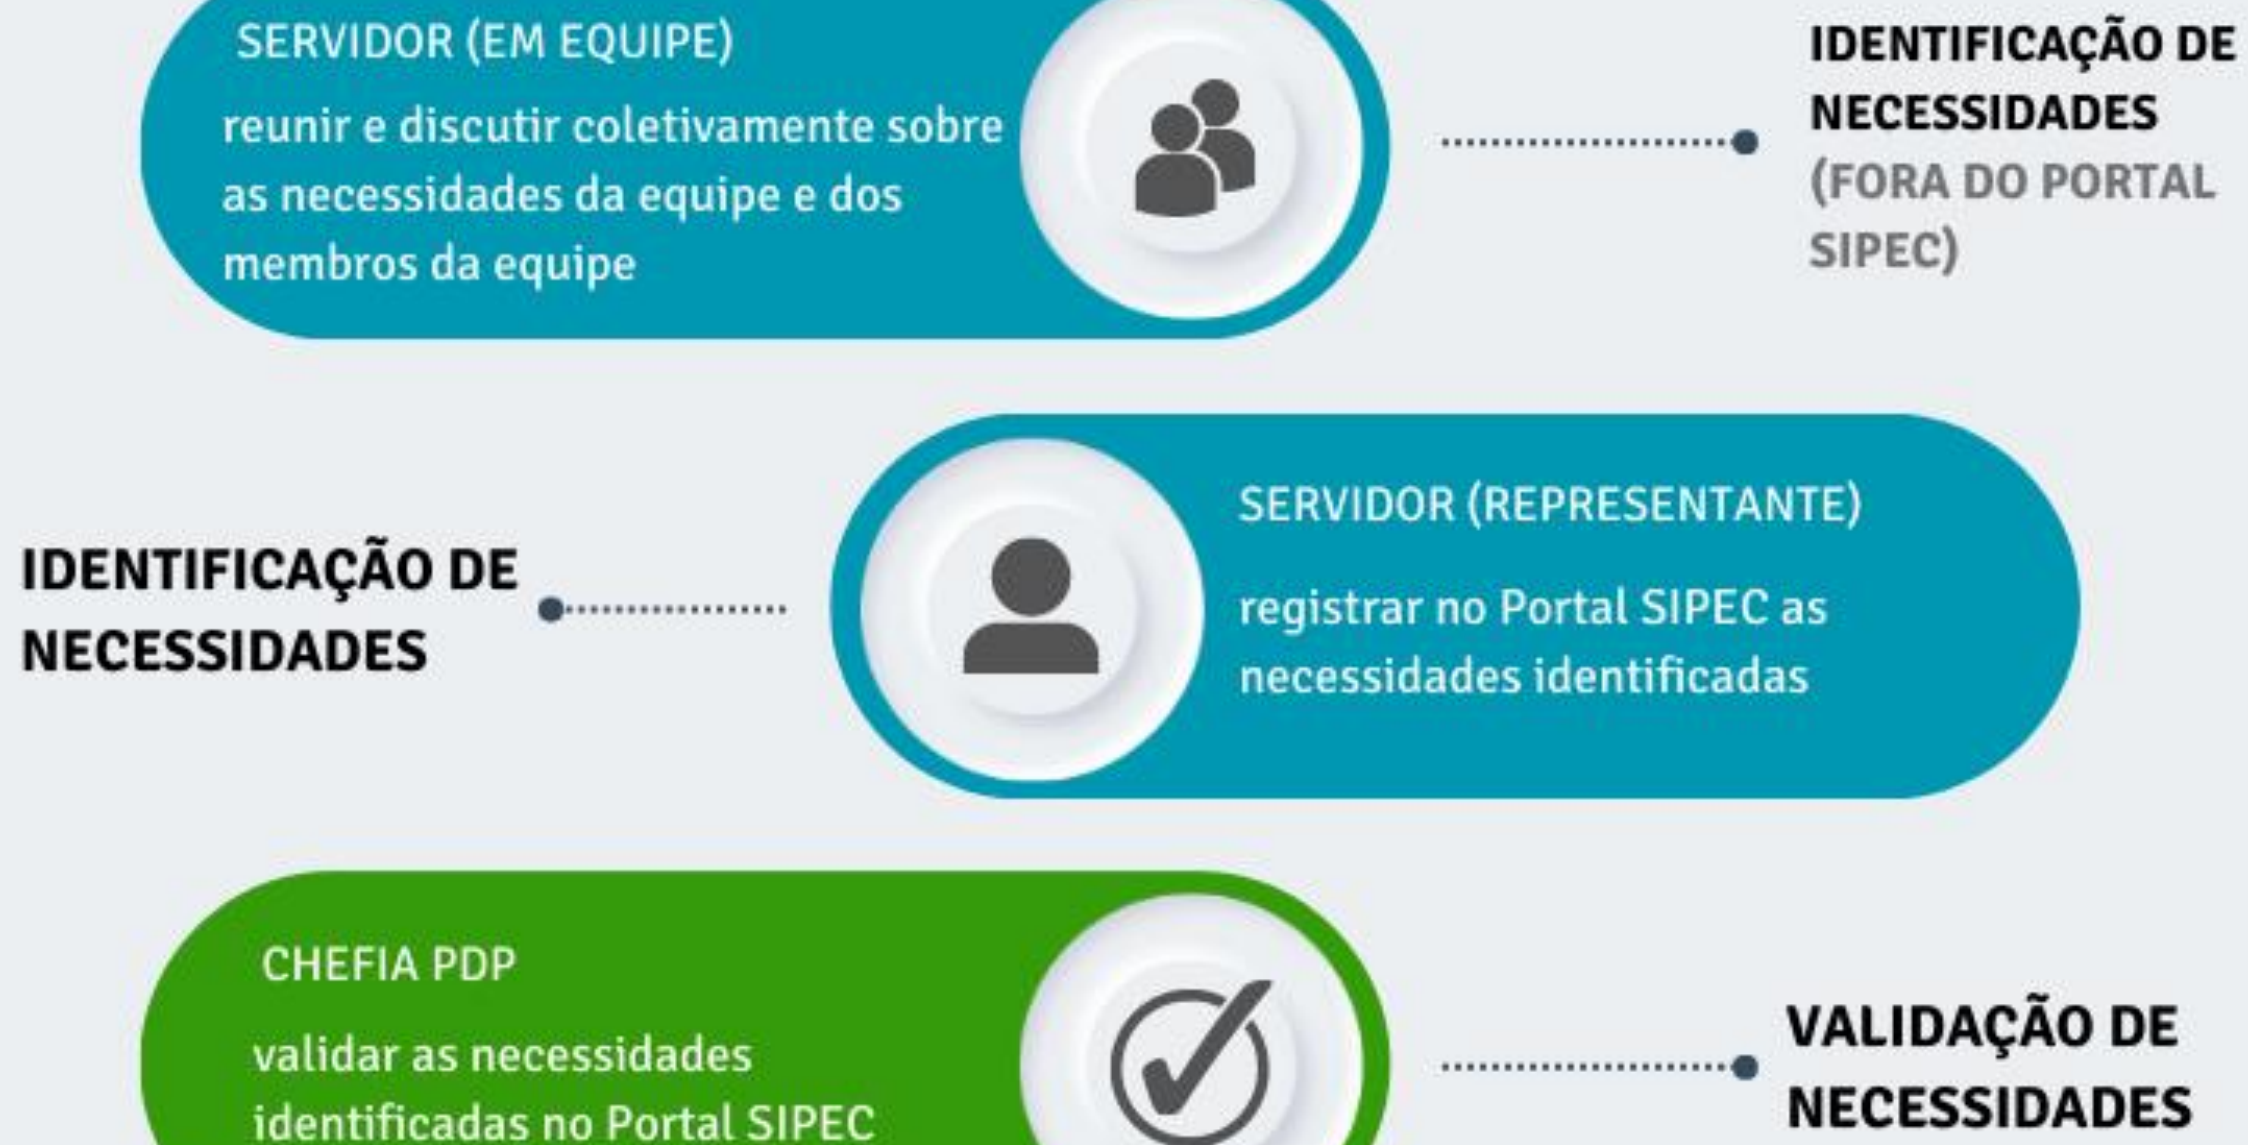 SERVIDOR (EM EQUIPE)
reunir e discutir coletivamente sobre
as necessidades da equipe e dos
membros da equipe
IDENTIFICAÇÃO DE
NECESSIDADES
(FORA DO PORTAL
SIPEC)
IDENTIFICAÇÃO DE
NECESSIDADES
SERVIDOR (REPRESENTANTE)
registrar no Portal SIPEC as
necessidades identificadas
CHEFIA PDP
validar as necessidades
identificadas no Portal SIPEC
VALIDAÇÃO DE
NECESSIDADES